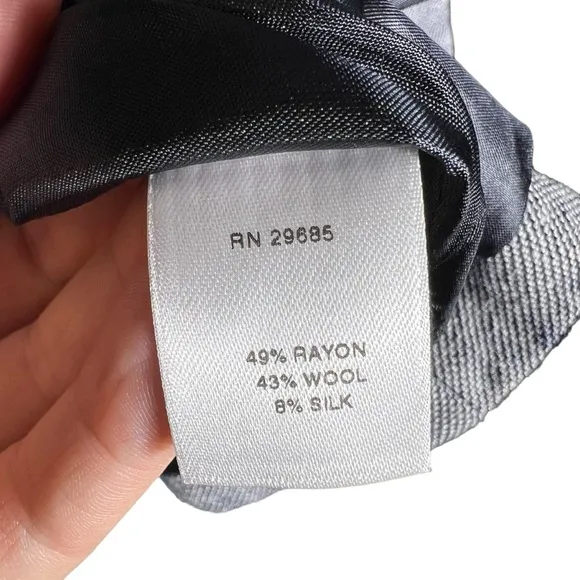 RN 29685
49% RAYON
43% WOOL
8% SILK